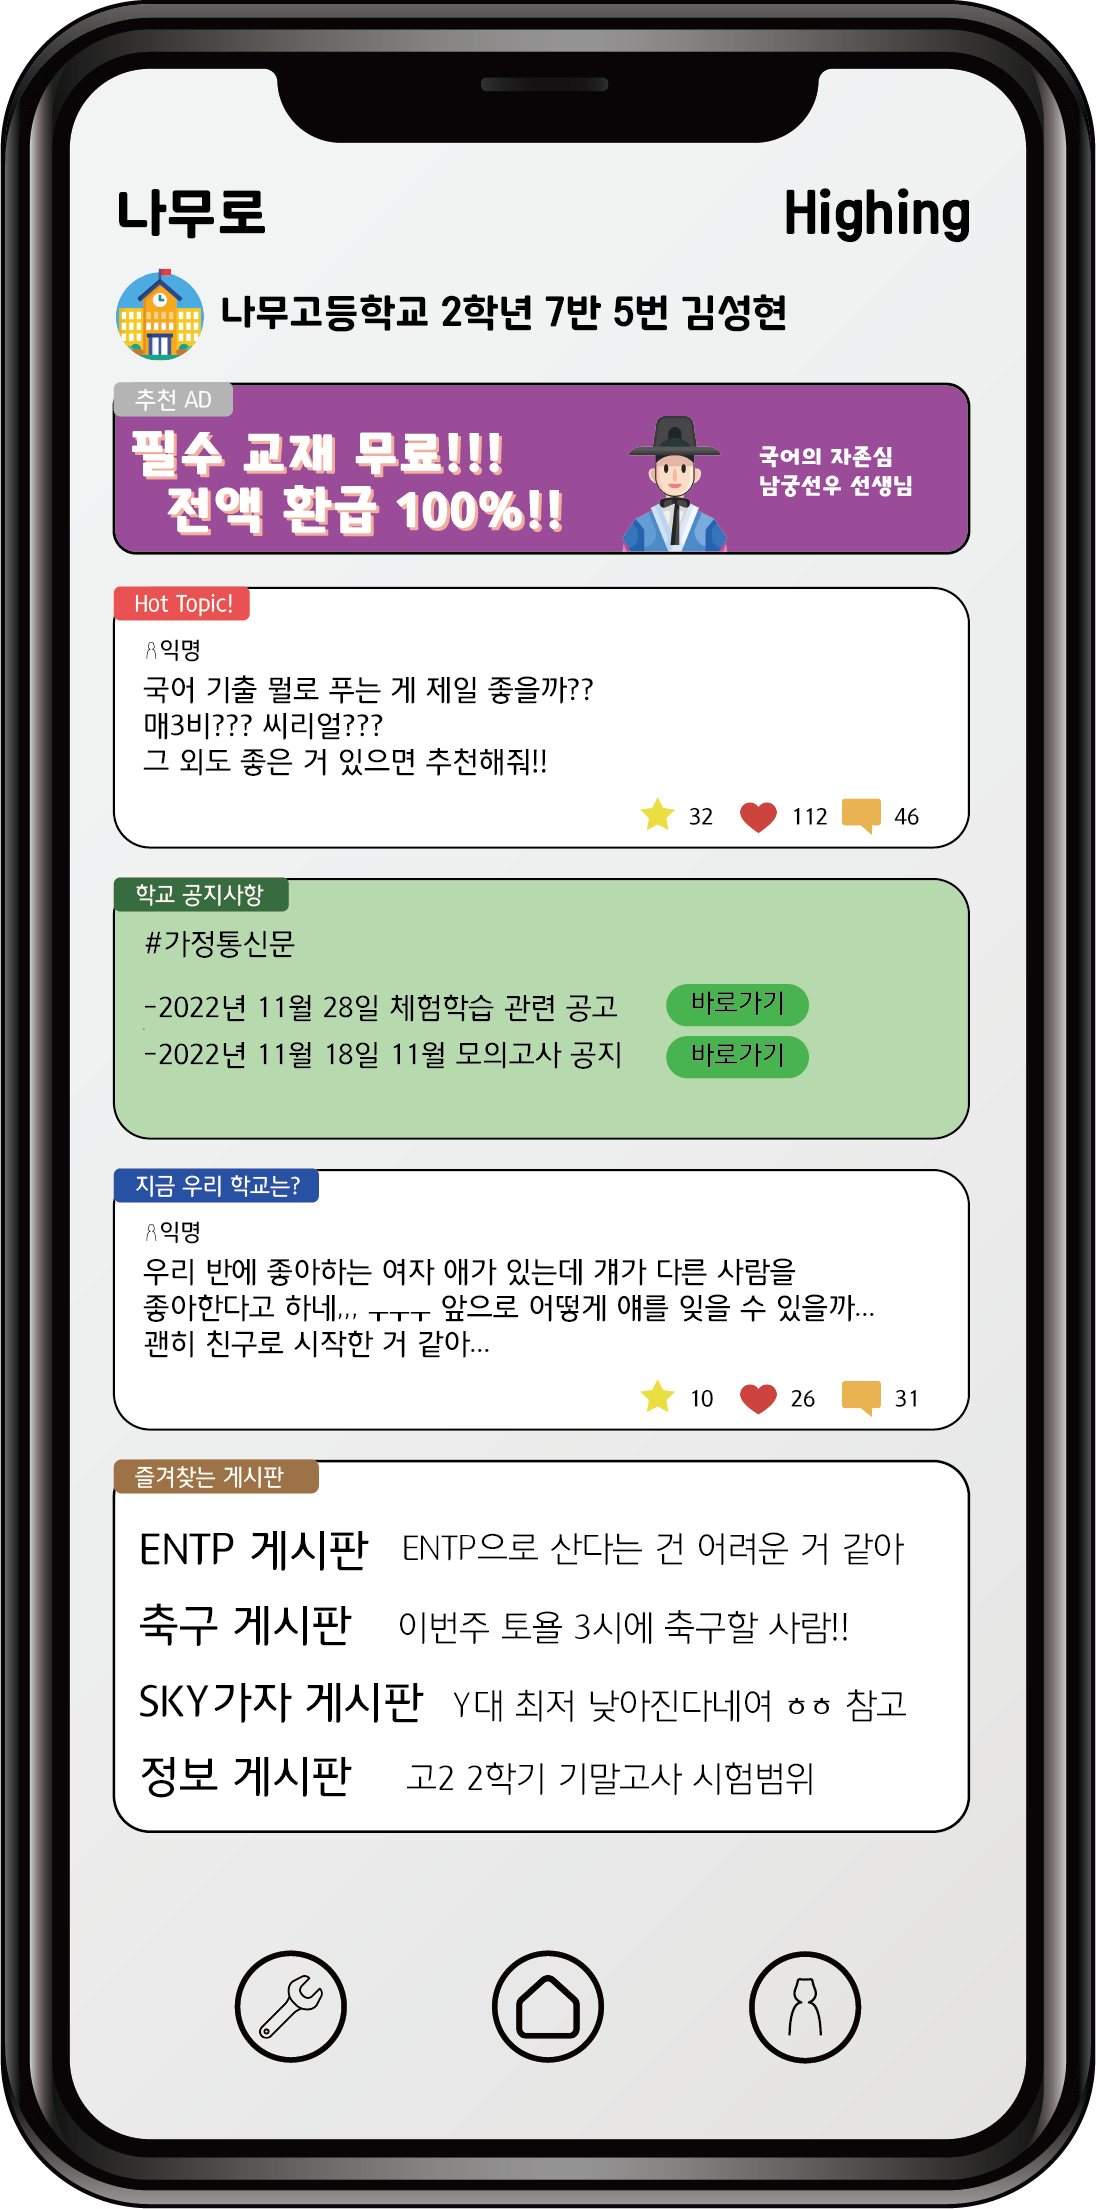 나무로
Highing
나무고등학교 2학년 7반 5번 김성현
추천 AD
필수 교재 무료!!!
전액 환급 100%!!
국어의 자존심
남궁선우 선생님
Hot Topic!
익명
국어 기출 뭘로 푸는 게 제일 좋을까??
매3비??? 씨리얼???
그 외도 좋은 거 있으면 추천해줘!!
32 112 46
학교 공지사항
#가정통신문
-2022년 11월 28일 체험학습 관련 공고 바로가기
-2022년 11월 18일 11월 모의고사 공지 바로가기
지금 우리 학교는?
익명
우리 반에 좋아하는 여자 애가 있는데 걔가 다른 사람을
좋아한다고 하네,,, ㅜㅜㅜ 앞으로 어떻게 얘를 잊을 수 있을까...
괜히 친구로 시작한 거 같아...
10 26 31
즐겨찾는 게시판
ENTP 게시판 ENTP으로 산다는 건 어려운 거 같아
축구 게시판 이번주 토욜 3시에 축구할 사람!!
SKY가자 게시판 Y대 최저 낮아진다네여 ㅎㅎ 참고
정보 게시판 고2 2학기 기말고사 시험범위